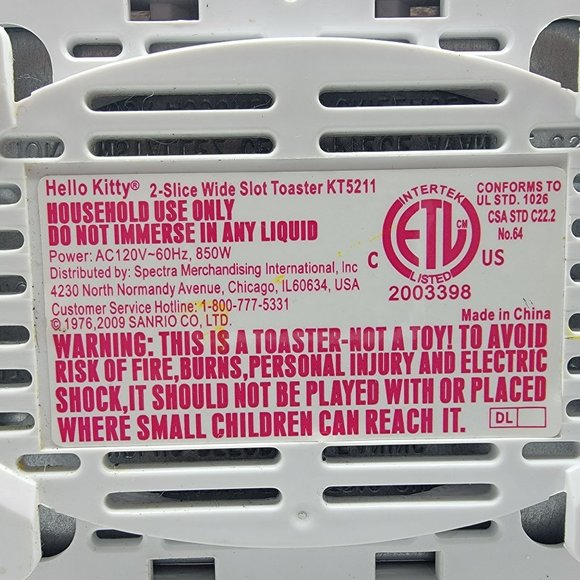 Hello Kitty® 2-Slice Wide Slot Toaster KT5211
HOUSEHOLD USE ONLY
DO NOT IMMERSE IN ANY LIQUID
Power: AC120V~60Hz, 850W
Distributed by: Spectra Merchandising International, Inc
4230 North Normandy Avenue, Chicago, IL60634, USA
Customer Service Hotline: 1-800-777-5331
©1976,2009 SANRIO CO, LTD.
INTERTEK
ETL CM
LISTED
C US
2003398
CONFORMS TO
UL STD. 1026
CSA STD C22.2
No.64
Made in China
WARNING: THIS IS A TOASTER-NOT A TOY! TO AVOID
RISK OF FIRE,BURNS,PERSONAL INJURY AND ELECTRIC
SHOCK,IT SHOULD NOT BE PLAYED WITH OR PLACED
WHERE SMALL CHILDREN CAN REACH IT.
DL